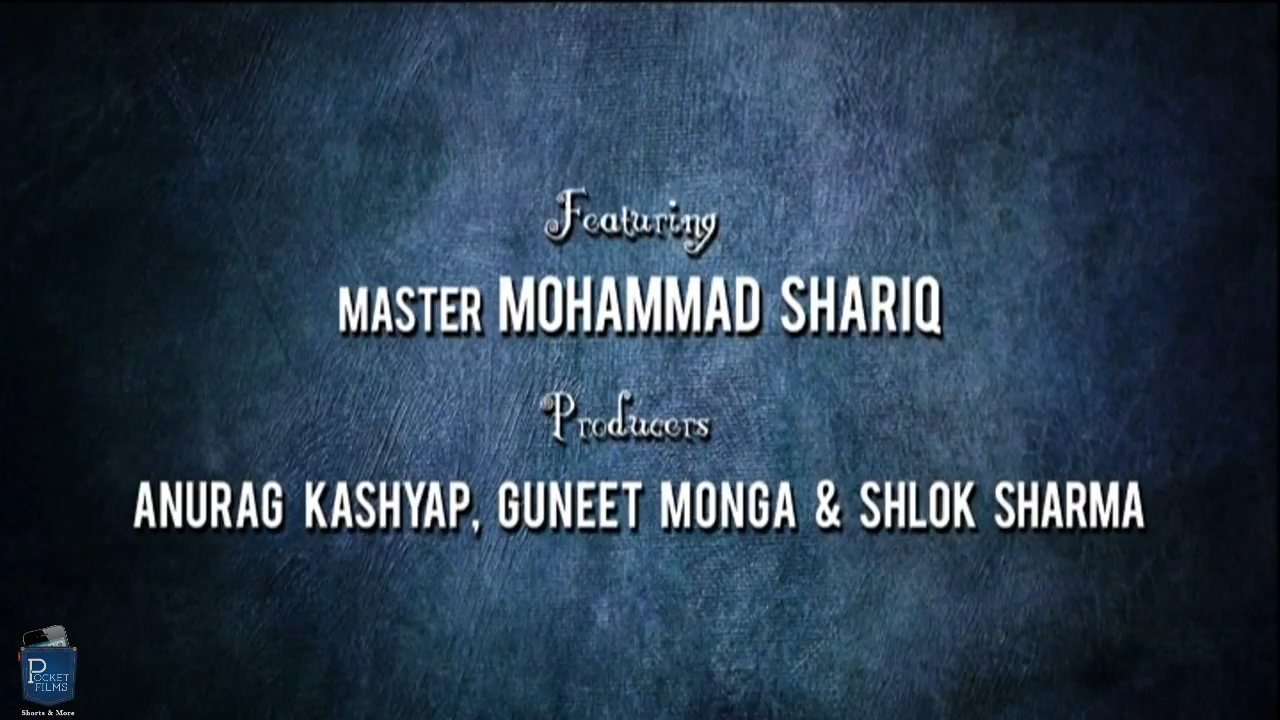 Featuring
MASTER MOHAMMAD SHARIQ
Producers
ANURAG KASHYAP, GUNEET MONGA & SHLOK SHARMA
POCKET
FILMS
Shorts & More